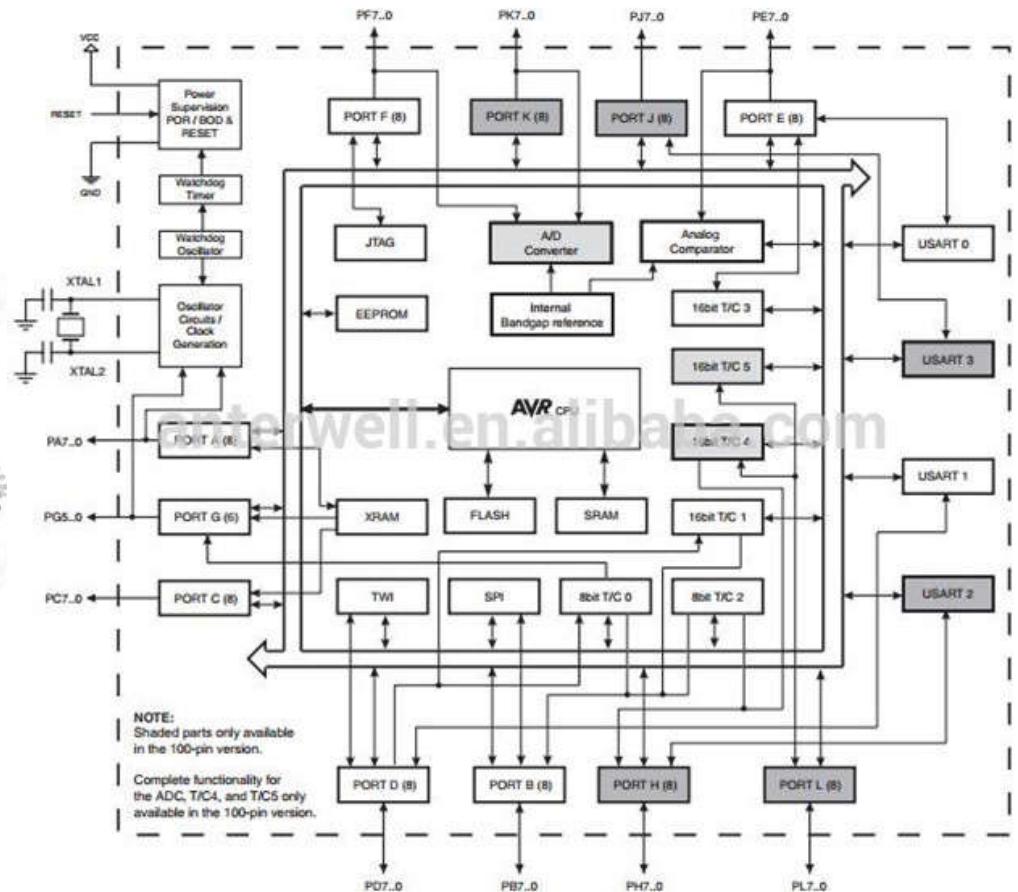 PF7..0
PK7..0
PJ7..0
PE7..0
VCC
RESET
GND
Power
Supervision
POR / BOD &
RESET
PORT F (8)
PORT K (8)
PORT J (8)
PORT E (8)
Watchdog
Timer
Watchdog
Oscillator
JTAG
A/D
Converter
Analog
Comparator
USART 0
XTAL1
XTAL2
Oscillator
Circuits /
Clock
Generation
EEPROM
Internal
Bandgap reference
16bit T/C 3
16bit T/C 5
USART 3
AVR CPU
anterwell.en.alibaba.com
16bit T/C 4
PA7..0
PORT A (8)
USART 1
PG5..0
PORT G (6)
XRAM
FLASH
SRAM
16bit T/C 1
PC7..0
PORT C (8)
TWI
SPI
8bit T/C 0
8bit T/C 2
USART 2
NOTE:
Shaded parts only available
in the 100-pin version.
Complete functionality for
the ADC, T/C4, and T/C5 only
available in the 100-pin version.
PORT D (8)
PORT B (8)
PORT H (8)
PORT L (8)
PD7..0
PB7..0
PH7..0
PL7..0